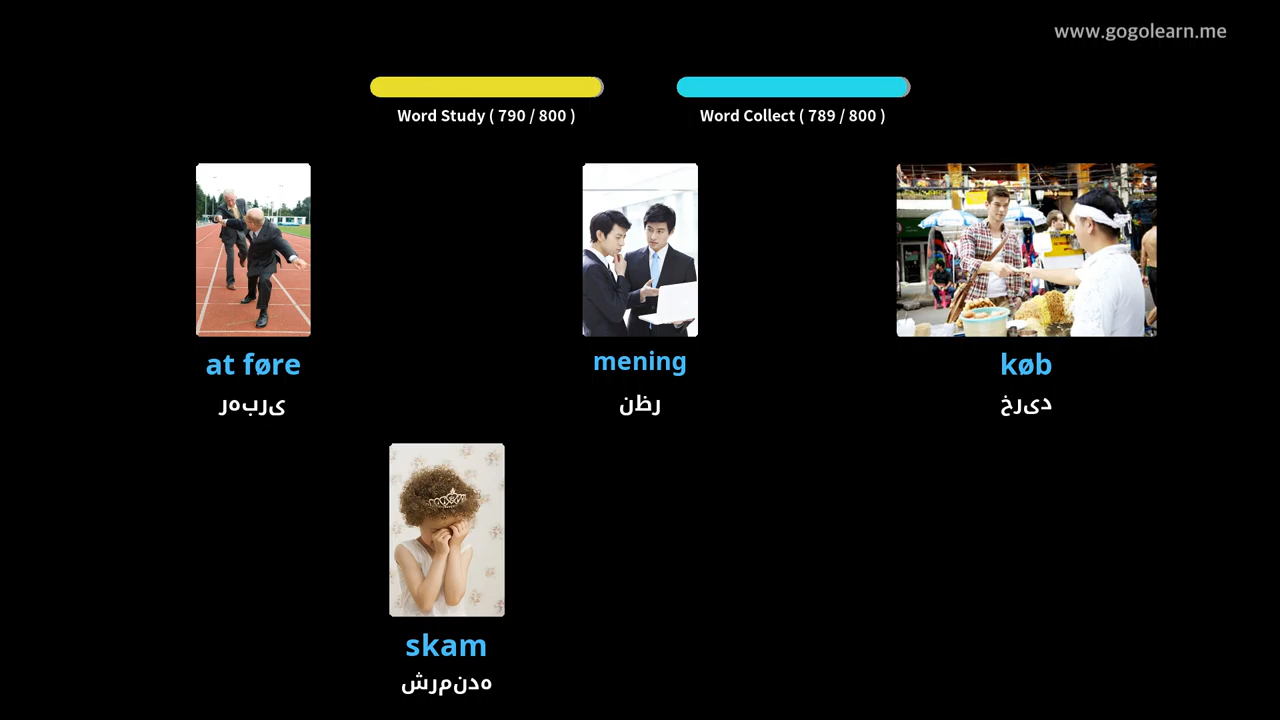 www.gogolearn.me
Word Study ( 790 / 800 )
Word Collect ( 789 / 800 )
at føre
رهبری
mening
نظر
køb
خرید
skam
شرمنده